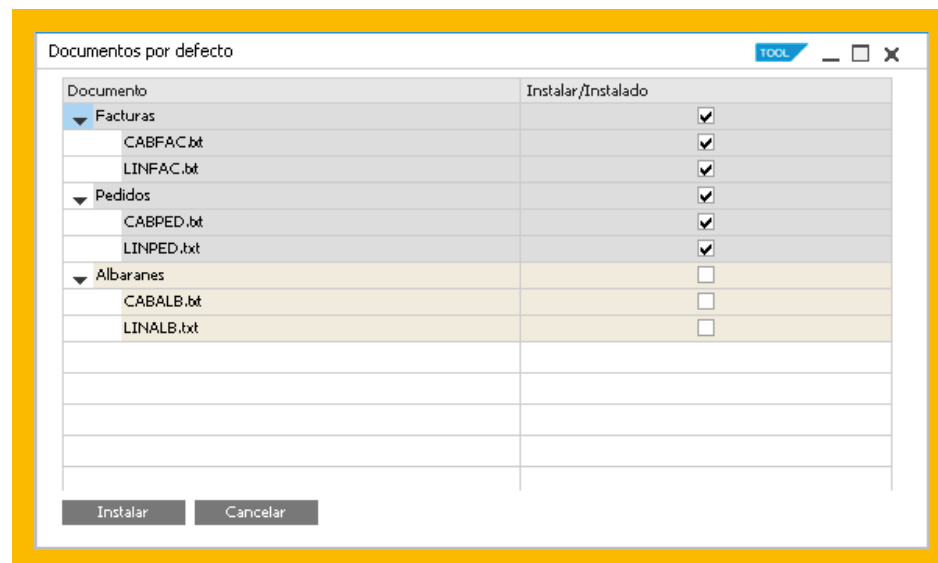 Documentos por defecto TOOL
Documento Instalar/Instalado
Facturas
CABFAC.txt
LINFAC.txt
Pedidos
CABPED.txt
LINPED.txt
Albaranes
CABALB.txt
LINALB.txt
Instalar Cancelar